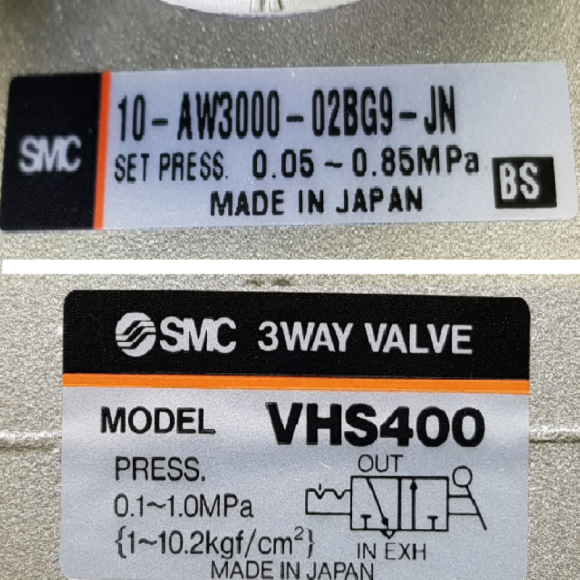 10-AW3000-02BG9-JN
SMC
SET PRESS. 0.05~0.85MPa
BS
MADE IN JAPAN
SMC 3WAY VALVE
MODEL VHS400
PRESS.
OUT
0.1~1.0MPa
{1~10.2kgf/cm²}
IN EXH
MADE IN JAPAN